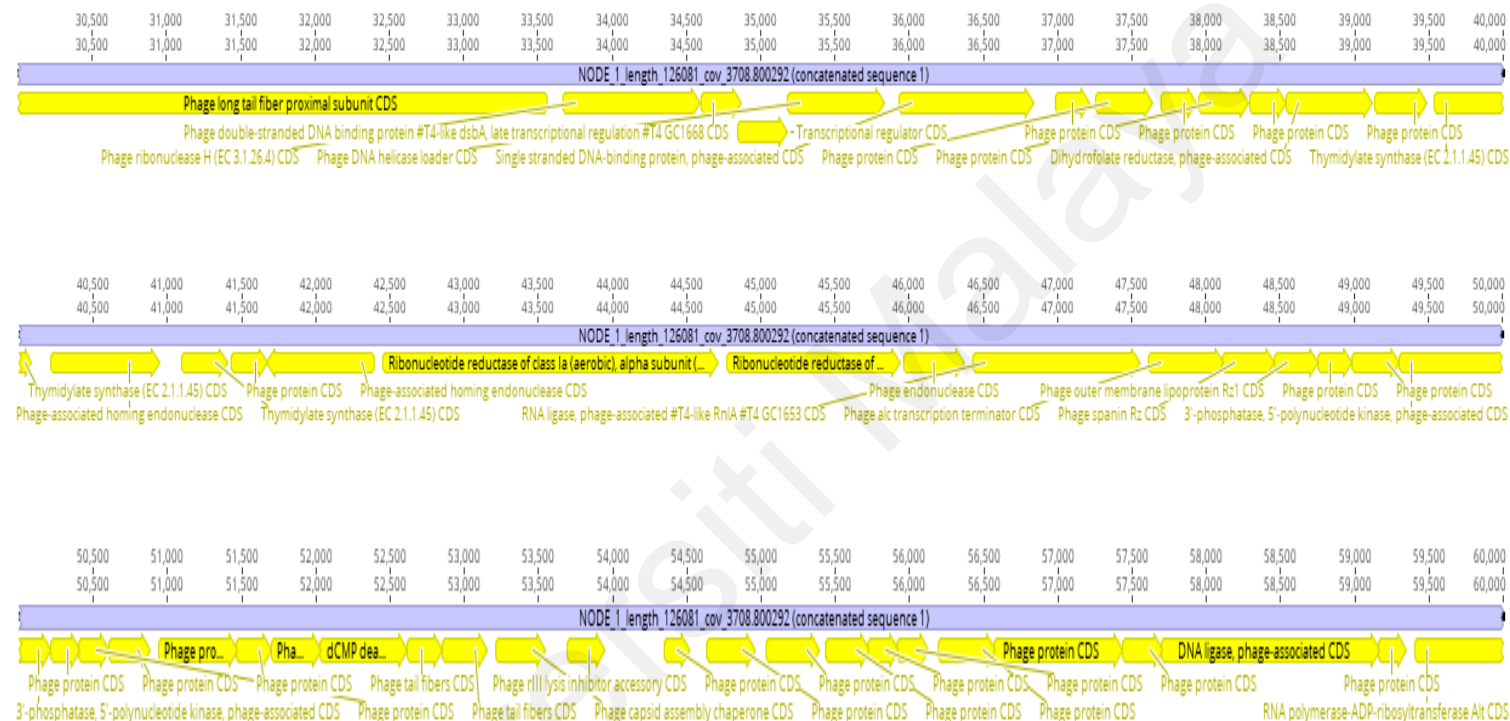 30,500 31,000 31,500 32,000 32,500 33,000 33,500 34,000 34,500 35,000 35,500 36,000 36,500 37,000 37,500 38,000 38,500 39,000 39,500 40,000
30,500 31,000 31,500 32,000 32,500 33,000 33,500 34,000 34,500 35,000 35,500 36,000 36,500 37,000 37,500 38,000 38,500 39,000 39,500 40,000
NODE_1_length_126081_cov_3708.800292 (concatenated sequence 1)
Phage long tail fiber proximal subunit CDS
Phage double-stranded DNA binding protein #T4-like dsbA, late transcriptional regulation #T4 GC1668 CDS - Transcriptional regulator CDS Phage protein CDS Phage protein CDS Phage protein CDS Phage protein CDS
Phage ribonuclease H (EC 3.1.26.4) CDS Phage DNA helicase loader CDS Single stranded DNA-binding protein, phage-associated CDS Phage protein CDS Phage protein CDS Dihydrofolate reductase, phage-associated CDS Thymidylate synthase (EC 2.1.1.45) CDS
40,500 41,000 41,500 42,000 42,500 43,000 43,500 44,000 44,500 45,000 45,500 46,000 46,500 47,000 47,500 48,000 48,500 49,000 49,500 50,000
40,500 41,000 41,500 42,000 42,500 43,000 43,500 44,000 44,500 45,000 45,500 46,000 46,500 47,000 47,500 48,000 48,500 49,000 49,500 50,000
NODE_1_length_126081_cov_3708.800292 (concatenated sequence 1)
Ribonucleotide reductase of class Ia (aerobic), alpha subunit (... Ribonucleotide reductase of ...
Thymidylate synthase (EC 2.1.1.45) CDS Phage protein CDS Phage-associated homing endonuclease CDS Phage endonuclease CDS Phage outer membrane lipoprotein Rz1 CDS Phage protein CDS Phage protein CDS
Phage-associated homing endonuclease CDS Thymidylate synthase (EC 2.1.1.45) CDS RNA ligase, phage-associated #T4-like RnlA #T4 GC1653 CDS Phage alc transcription terminator CDS Phage spanin Rz CDS 3'-phosphatase, 5'-polynucleotide kinase, phage-associated CDS
50,500 51,000 51,500 52,000 52,500 53,000 53,500 54,000 54,500 55,000 55,500 56,000 56,500 57,000 57,500 58,000 58,500 59,000 59,500 60,000
50,500 51,000 51,500 52,000 52,500 53,000 53,500 54,000 54,500 55,000 55,500 56,000 56,500 57,000 57,500 58,000 58,500 59,000 59,500 60,000
NODE_1_length_126081_cov_3708.800292 (concatenated sequence 1)
Phage pro... Pha... dCMP dea... Phage protein CDS DNA ligase, phage-associated CDS
Phage protein CDS Phage protein CDS Phage protein CDS Phage tail fibers CDS Phage rIII lysis inhibitor accessory CDS Phage protein CDS Phage protein CDS Phage protein CDS Phage protein CDS Phage protein CDS Phage protein CDS
3'-phosphatase, 5'-polynucleotide kinase, phage-associated CDS Phage protein CDS Phage tail fibers CDS Phage capsid assembly chaperone CDS Phage protein CDS Phage protein CDS Phage protein CDS RNA polymerase-ADP-ribosyltransferase Alt CDS
ersiti Malaya